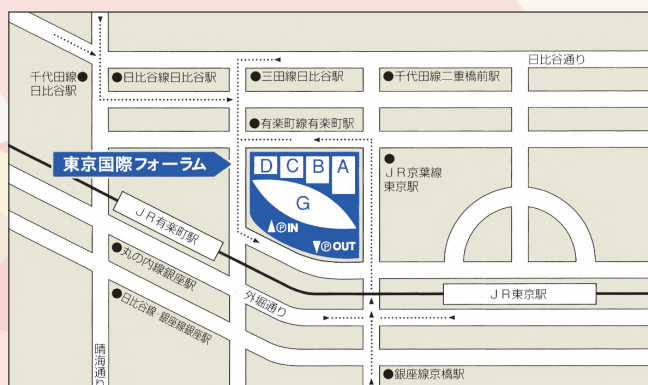 日比谷通り
千代田線●
日比谷駅
●日比谷線日比谷駅
●三田線日比谷駅
●千代田線二重橋前駅
●有楽町線有楽町駅
東京国際フォーラム
D C B A
G
▲ⓅIN
▼ⓅOUT
●
JR京葉線
東京駅
JR有楽町駅
●丸の内線銀座駅
●日比谷線・銀座線銀座駅
外堀通り
JR東京駅
晴海通り
●銀座線京橋駅